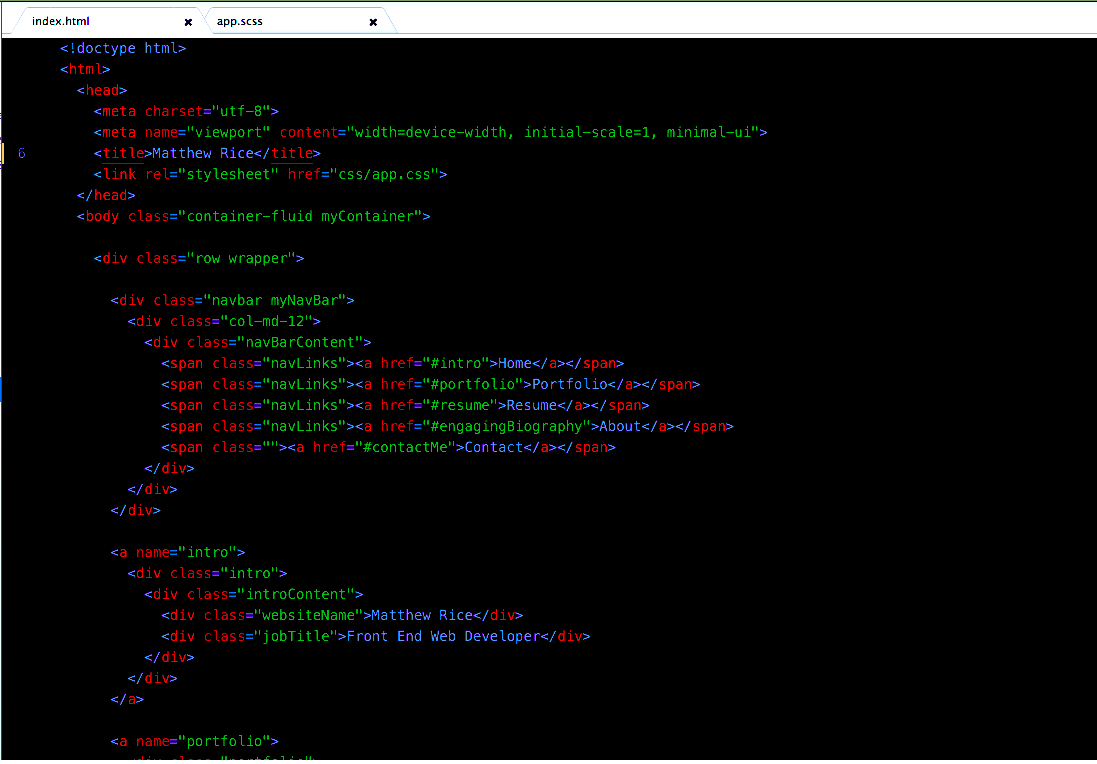 index.html × app.scss ×
<!doctype html>
<html>
<head>
<meta charset="utf-8">
<meta name="viewport" content="width=device-width, initial-scale=1, minimal-ui">
6 <title>Matthew Rice</title>
<link rel="stylesheet" href="css/app.css">
</head>
<body class="container-fluid myContainer">
<div class="row wrapper">
<div class="navbar myNavBar">
<div class="col-md-12">
<div class="navBarContent">
<span class="navLinks"><a href="#intro">Home</a></span>
<span class="navLinks"><a href="#portfolio">Portfolio</a></span>
<span class="navLinks"><a href="#resume">Resume</a></span>
<span class="navLinks"><a href="#engagingBiography">About</a></span>
<span class=""><a href="#contactMe">Contact</a></span>
</div>
</div>
</div>
<a name="intro">
<div class="intro">
<div class="introContent">
<div class="websiteName">Matthew Rice</div>
<div class="jobTitle">Front End Web Developer</div>
</div>
</div>
</a>
<a name="portfolio">
<div class="portfolio">